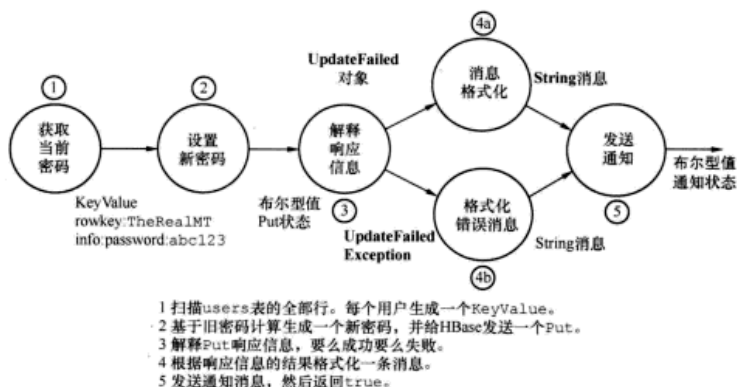 ①
获取
当前
密码
KeyValue
rowkey:TheRealMT
info:password:abc123
②
设置
新密码
布尔型值
Put状态
解释
响应
信息
③
UpdateFailed
对象
4a
消息
格式化
String消息
UpdateFailed
Exception
格式化
错误消息
4b
String消息
发送
通知
⑤
布尔型值
通知状态
1 扫描users表的全部行。每个用户生成一个KeyValue。
2 基于旧密码计算生成一个新密码，并给HBase发送一个Put。
3 解释Put响应信息，要么成功要么失败。
4 根据响应信息的结果格式化一条消息。
5 发送通知消息，然后返回true。